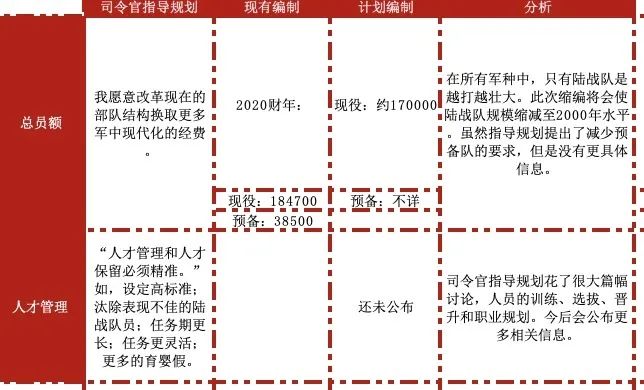 司令官指导规划
现有编制
计划编制
分析
总员额
我愿意改革现在的
部队结构换取更多
军中现代化的经费
。
2020财年：
现役：约170000
在所有军种中，只有陆战队是
越打越壮大。此次缩编将会使
陆战队规模缩减至2000年水平
。虽然指导规划提出了减少预
备队的要求，但是没有更具体
信息。
现役：184700
预备：不详
预备：38500
人才管理
“人才管理和人才
保留必须精准。”
如，设定高标准；
汰除表现不佳的陆
战队员；任务期更
长；任务更灵活；
更多的育婴假。
还未公布
司令官指导规划花了很大篇幅
讨论，人员的训练、选拔、晋
升和职业规划。今后会公布更
多相关信息。